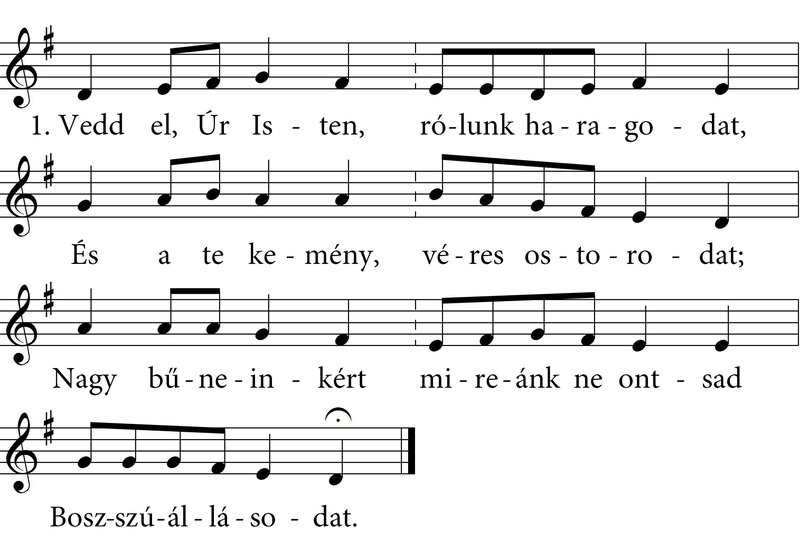 1. Vedd el, Úr Is - ten, ró-lunk ha - ra - go - dat,
És a te ke - mény, vé - res os - to - ro - dat;
Nagy bű - ne - in - kért mi - re - ánk ne ont - sad
Bosz-szú-ál - lá - so - dat.